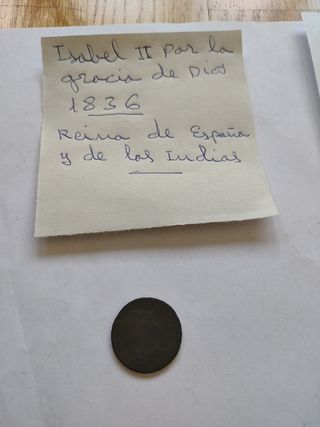 Isabel II por la
gracia de Dios
1836
Reina de España
y de las Indias